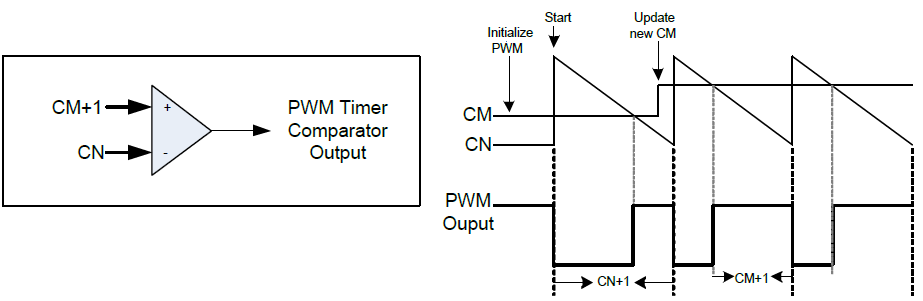 CM+1
+
CN
-
PWM Timer
Comparator
Output
Start
Initialize
PWM
Update
new CM
CM
CN
PWM
Ouput
CN+1
CM+1